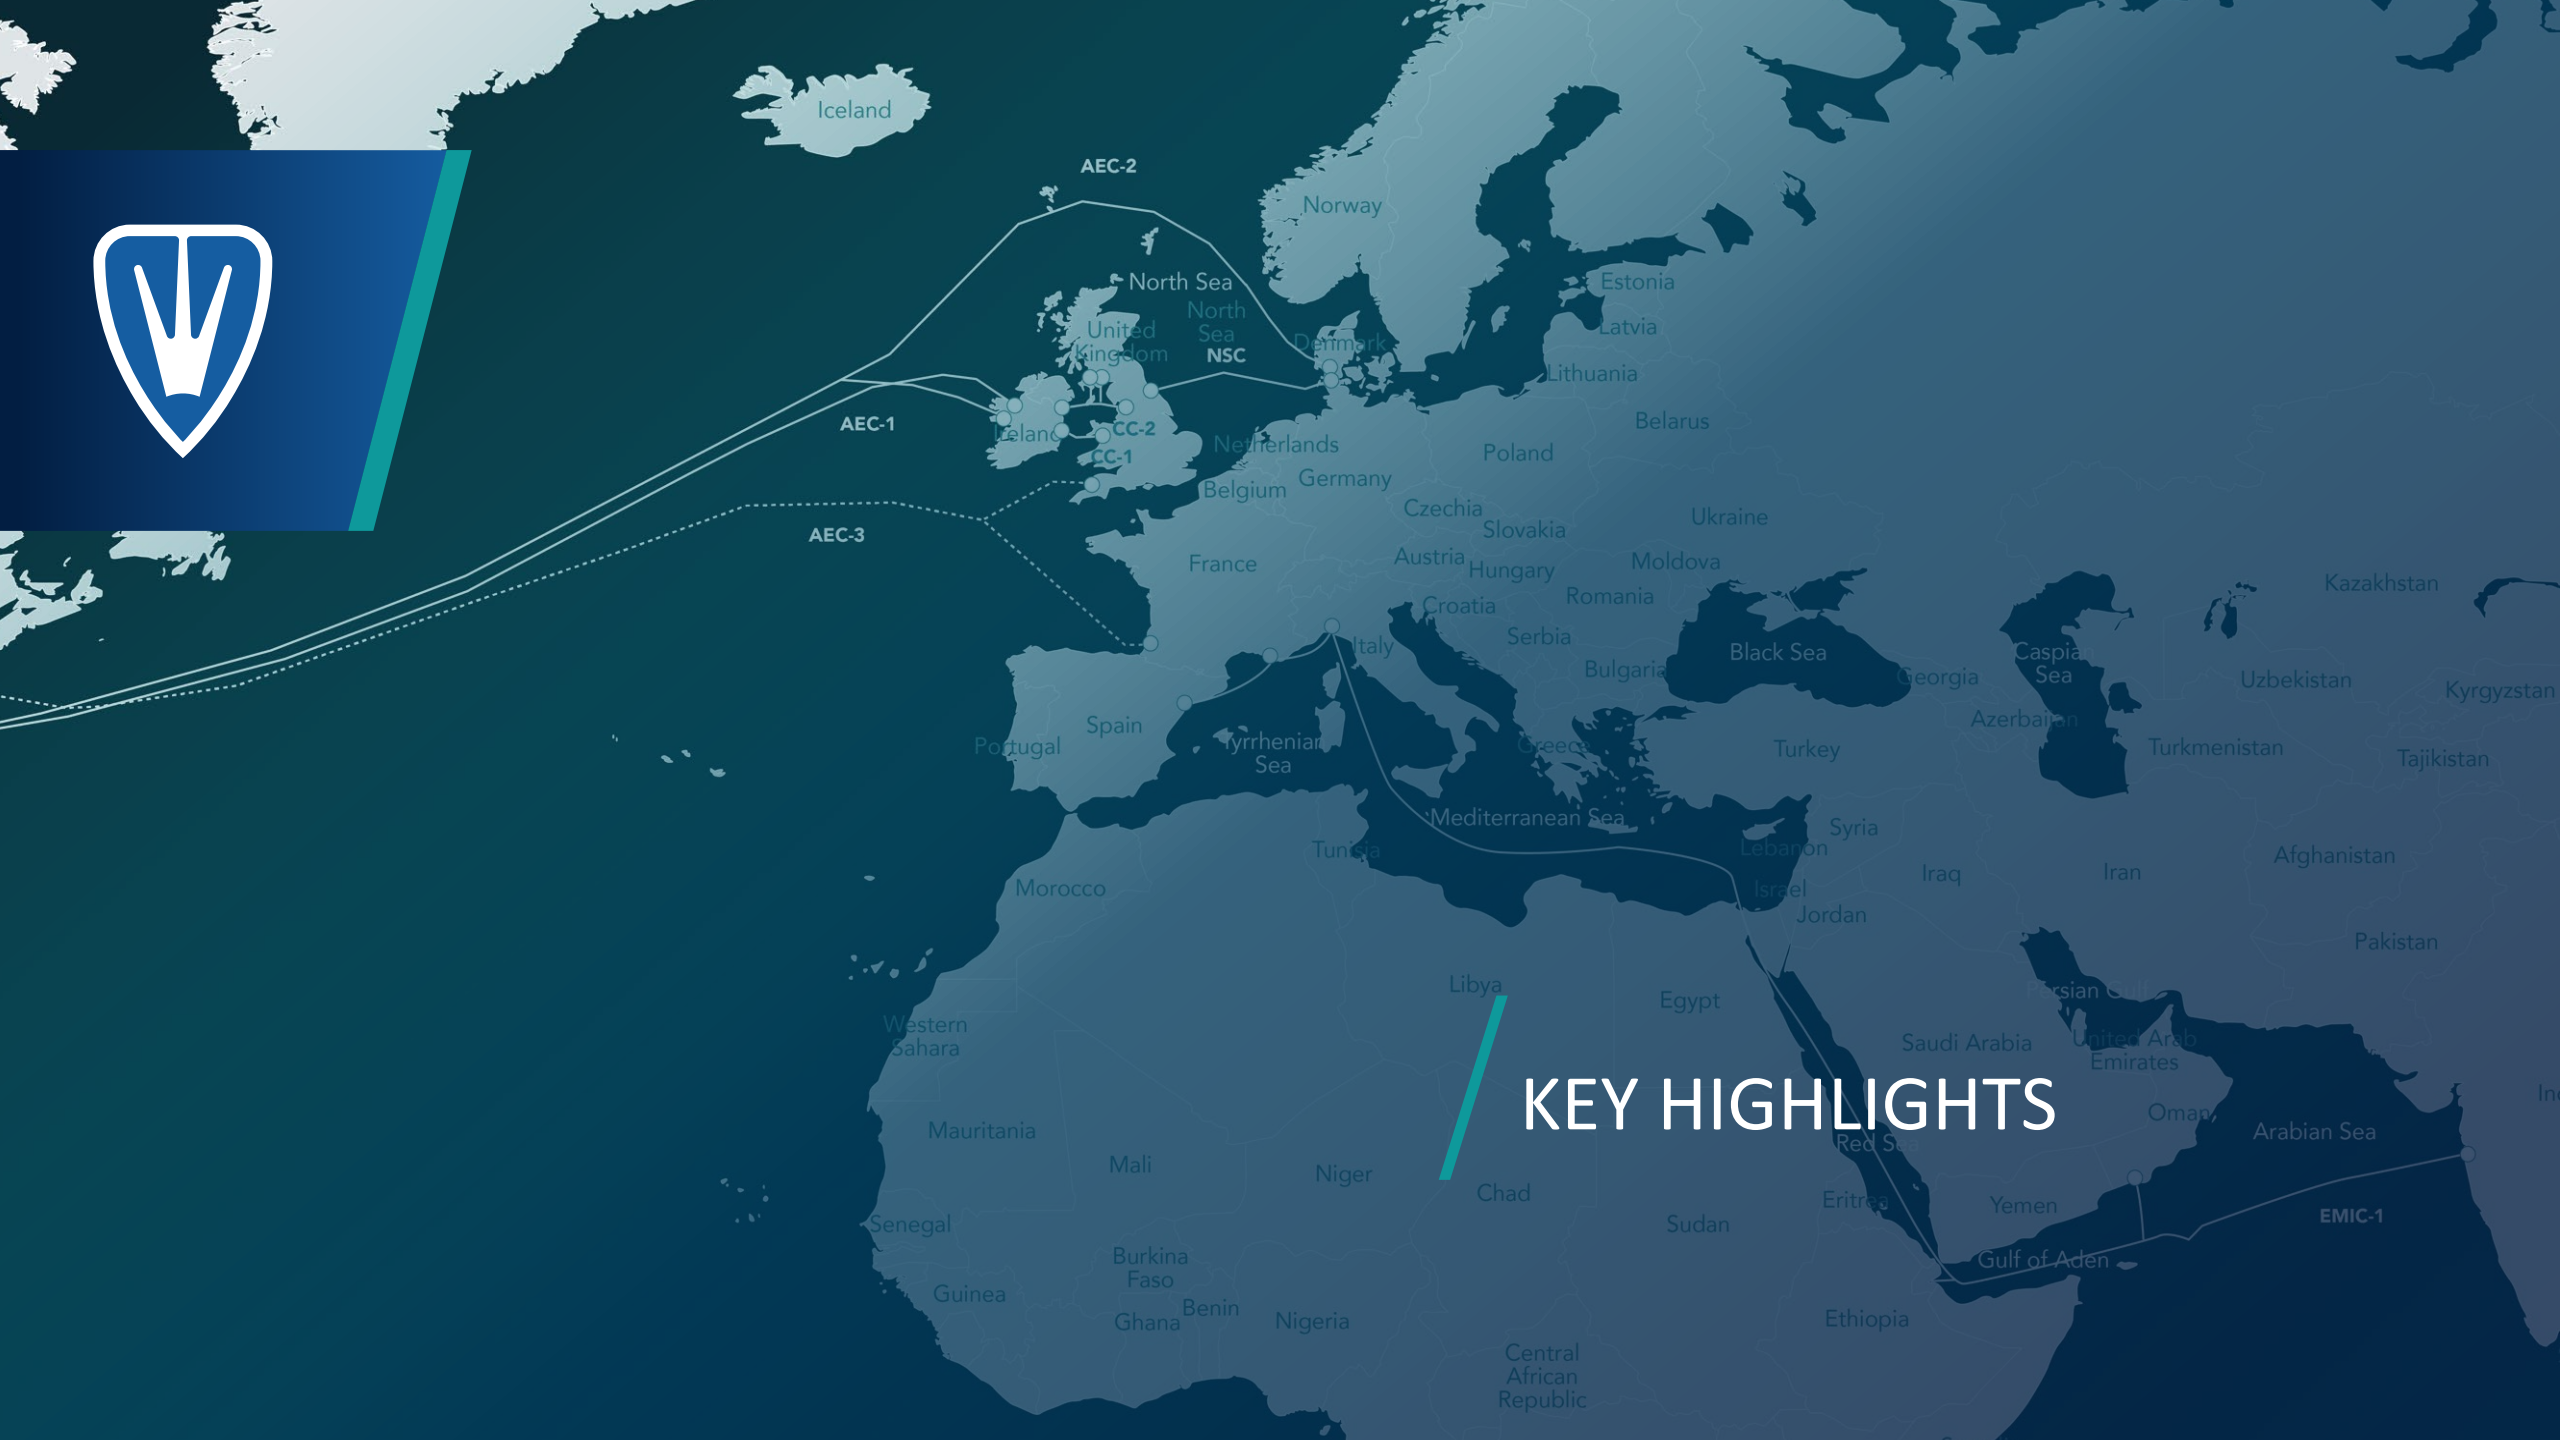 Iceland
AEC-2
Norway
North Sea
Estonia
North
Sea
United
Kingdom
Latvia
Denmark
NSC
Lithuania
AEC-1
Belarus
CC-2
Ireland
Netherlands
Poland
CC-1
Germany
Belgium
Czechia
Ukraine
Slovakia
AEC-3
Austria
France
Moldova
Hungary
Kazakhstan
Romania
Croatia
Serbia
Italy
Black Sea
Caspian
Sea
Bulgaria
Georgia
Uzbekistan
Kyrgyzstan
Azerbaijan
Spain
Portugal
Tyrrhenian
Sea
Greece
Turkey
Turkmenistan
Tajikistan
Mediterranean Sea
Syria
Tunisia
Lebanon
Afghanistan
Iraq
Iran
Morocco
Israel
Jordan
Pakistan
Libya
Persian Gulf
Egypt
Western
Sahara
Saudi Arabia
United Arab
Emirates
KEY HIGHLIGHTS
Oman
Mauritania
Arabian Sea
Red Sea
Mali
Niger
Chad
Eritrea
Yemen
EMIC-1
Senegal
Sudan
Burkina
Faso
Gulf of Aden
Guinea
Benin
Ghana
Nigeria
Ethiopia
Central
African
Republic